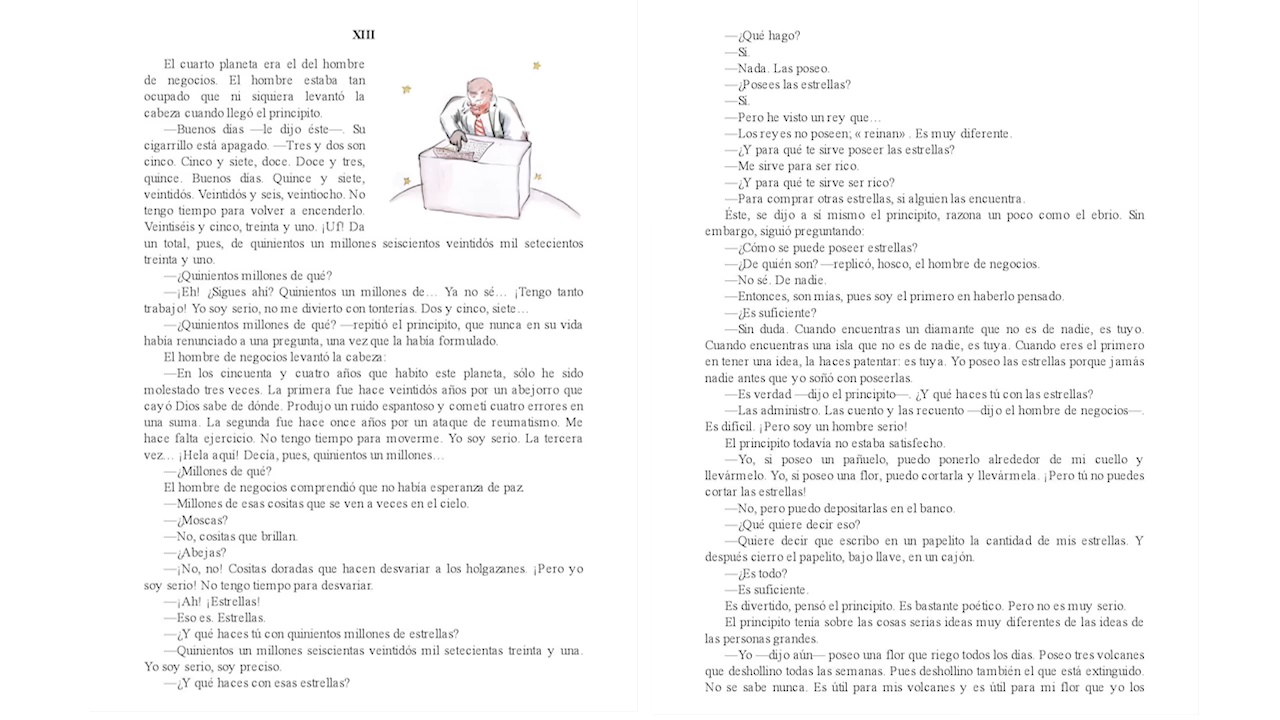 XIII
El cuarto planeta era el del hombre
de negocios. El hombre estaba tan
ocupado que ni siquiera levantó la
cabeza cuando llegó el principito.
—Buenos días —le dijo éste—. Su
cigarrillo está apagado. —Tres y dos son
cinco. Cinco y siete, doce. Doce y tres,
quince. Buenos días. Quince y siete,
veintidós. Veintidós y seis, veintiocho. No
tengo tiempo para volver a encenderlo.
Veintiséis y cinco, treinta y uno. ¡Uf! Da
un total, pues, de quinientos un millones seiscientos veintidós mil setecientos
treinta y uno.
—¿Quinientos millones de qué?
—¡Eh! ¿Sigues ahí? Quinientos un millones de… Ya no sé… ¡Tengo tanto
trabajo! Yo soy serio, no me divierto con tonterías. Dos y cinco, siete…
—¿Quinientos millones de qué? —repitió el principito, que nunca en su vida
había renunciado a una pregunta, una vez que la había formulado.
El hombre de negocios levantó la cabeza:
—En los cincuenta y cuatro años que habito este planeta, sólo he sido
molestado tres veces. La primera fue hace veintidós años por un abejorro que
cayó Dios sabe de dónde. Produjo un ruido espantoso y cometí cuatro errores en
una suma. La segunda fue hace once años por un ataque de reumatismo. Me
hace falta ejercicio. No tengo tiempo para moverme. Yo soy serio. La tercera
vez… ¡Hela aquí! Decía, pues, quinientos un millones…
—¿Millones de qué?
El hombre de negocios comprendió que no había esperanza de paz.
—Millones de esas cositas que se ven a veces en el cielo.
—¿Moscas?
—No, cositas que brillan.
—¿Abejas?
—¡No, no! Cositas doradas que hacen desvariar a los holgazanes. ¡Pero yo
soy serio! No tengo tiempo para desvariar.
—¡Ah! ¡Estrellas!
—Eso es. Estrellas.
—¿Y qué haces tú con quinientos millones de estrellas?
—Quinientos un millones seiscientas veintidós mil setecientas treinta y una.
Yo soy serio, soy preciso.
—¿Y qué haces con esas estrellas?
—¿Qué hago?
—Sí.
—Nada. Las poseo.
—¿Posees las estrellas?
—Sí.
—Pero he visto un rey que…
—Los reyes no poseen; « reinan» . Es muy diferente.
—¿Y para qué te sirve poseer las estrellas?
—Me sirve para ser rico.
—¿Y para qué te sirve ser rico?
—Para comprar otras estrellas, si alguien las encuentra.
Éste, se dijo a sí mismo el principito, razona un poco como el ebrio. Sin
embargo, siguió preguntando:
—¿Cómo se puede poseer estrellas?
—¿De quién son? —replicó, hosco, el hombre de negocios.
—No sé. De nadie.
—Entonces, son mías, pues soy el primero en haberlo pensado.
—¿Es suficiente?
—Sin duda. Cuando encuentras un diamante que no es de nadie, es tuyo.
Cuando encuentras una isla que no es de nadie, es tuya. Cuando eres el primero
en tener una idea, la haces patentar: es tuya. Yo poseo las estrellas porque jamás
nadie antes que yo soñó con poseerlas.
—Es verdad —dijo el principito—. ¿Y qué haces tú con las estrellas?
—Las administro. Las cuento y las recuento —dijo el hombre de negocios—.
Es difícil. ¡Pero soy un hombre serio!
El principito todavía no estaba satisfecho.
—Yo, si poseo un pañuelo, puedo ponerlo alrededor de mi cuello y
llevármelo. Yo, si poseo una flor, puedo cortarla y llevármela. ¡Pero tú no puedes
cortar las estrellas!
—No, pero puedo depositarlas en el banco.
—¿Qué quiere decir eso?
—Quiere decir que escribo en un papelito la cantidad de mis estrellas. Y
después cierro el papelito, bajo llave, en un cajón.
—¿Es todo?
—Es suficiente.
Es divertido, pensó el principito. Es bastante poético. Pero no es muy serio.
El principito tenía sobre las cosas serias ideas muy diferentes de las ideas de
las personas grandes.
—Yo —dijo aún— poseo una flor que riego todos los días. Poseo tres volcanes
que deshollino todas las semanas. Pues deshollino también el que está extinguido.
No se sabe nunca. Es útil para mis volcanes y es útil para mi flor que yo los